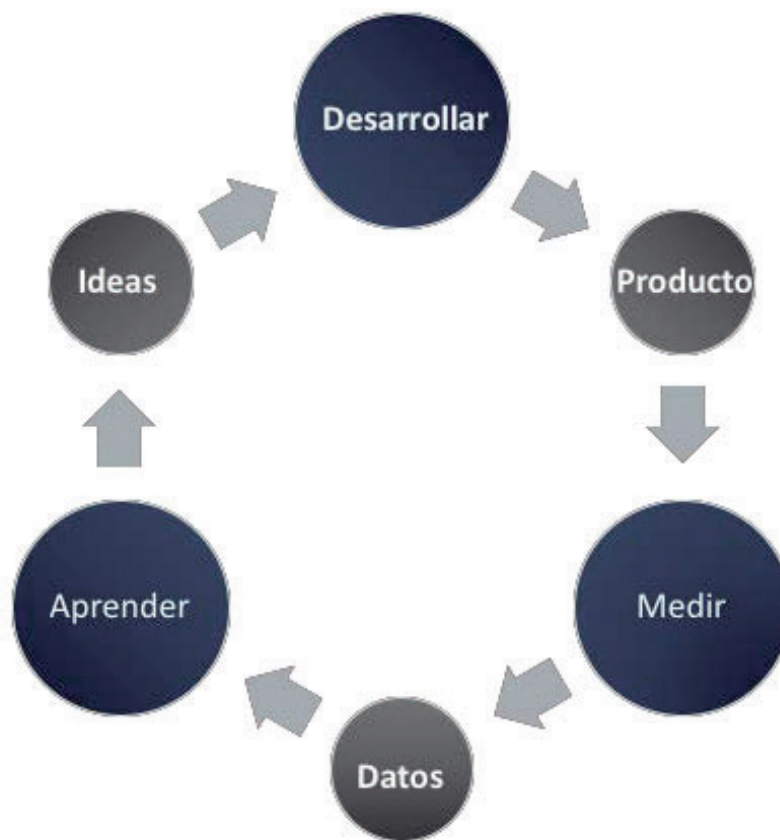 Desarrollar
Producto
Medir
Datos
Aprender
Ideas